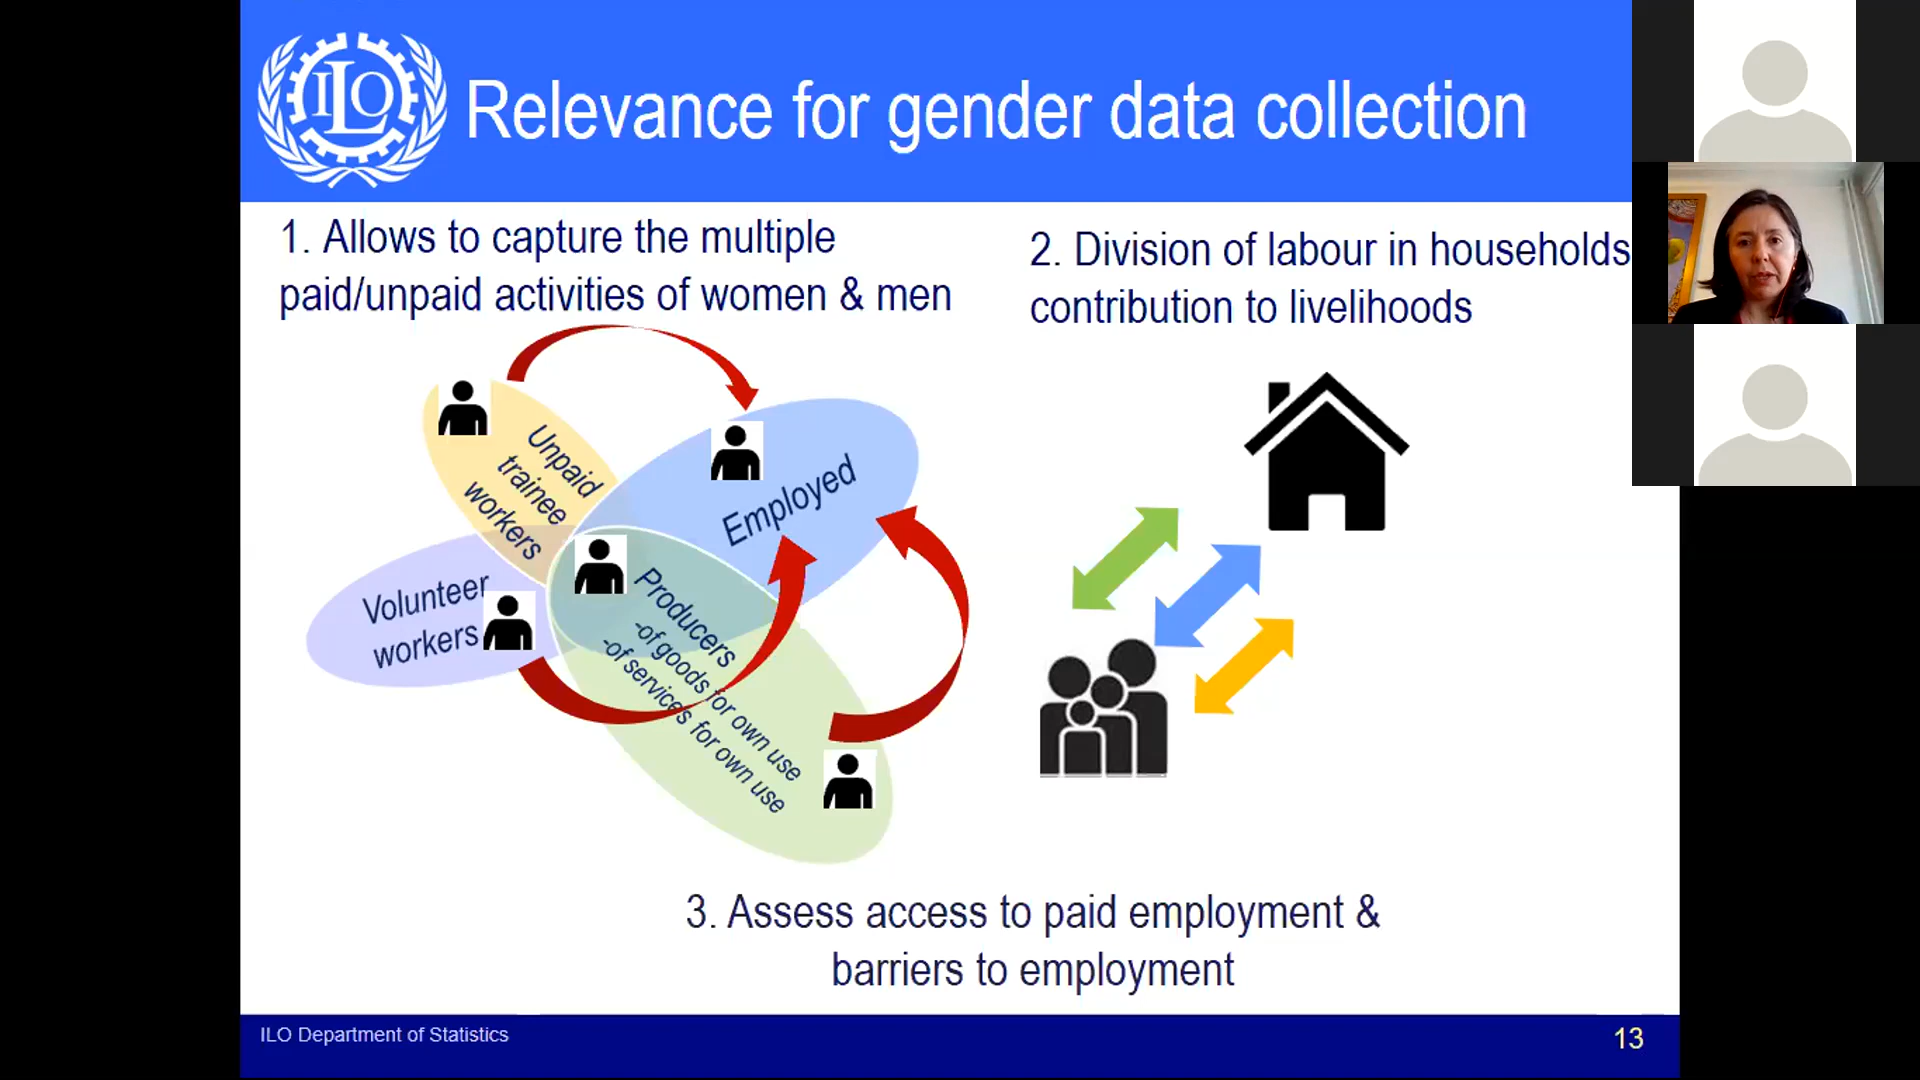 ILO
Relevance for gender data collection
1. Allows to capture the multiple
paid/unpaid activities of women & men
2. Division of labour in households
contribution to livelihoods
Unpaid
trainee
workers
Employed
Volunteer
workers
Producers
-of goods for own use
-of services for own use
3. Assess access to paid employment &
barriers to employment
ILO Department of Statistics
13